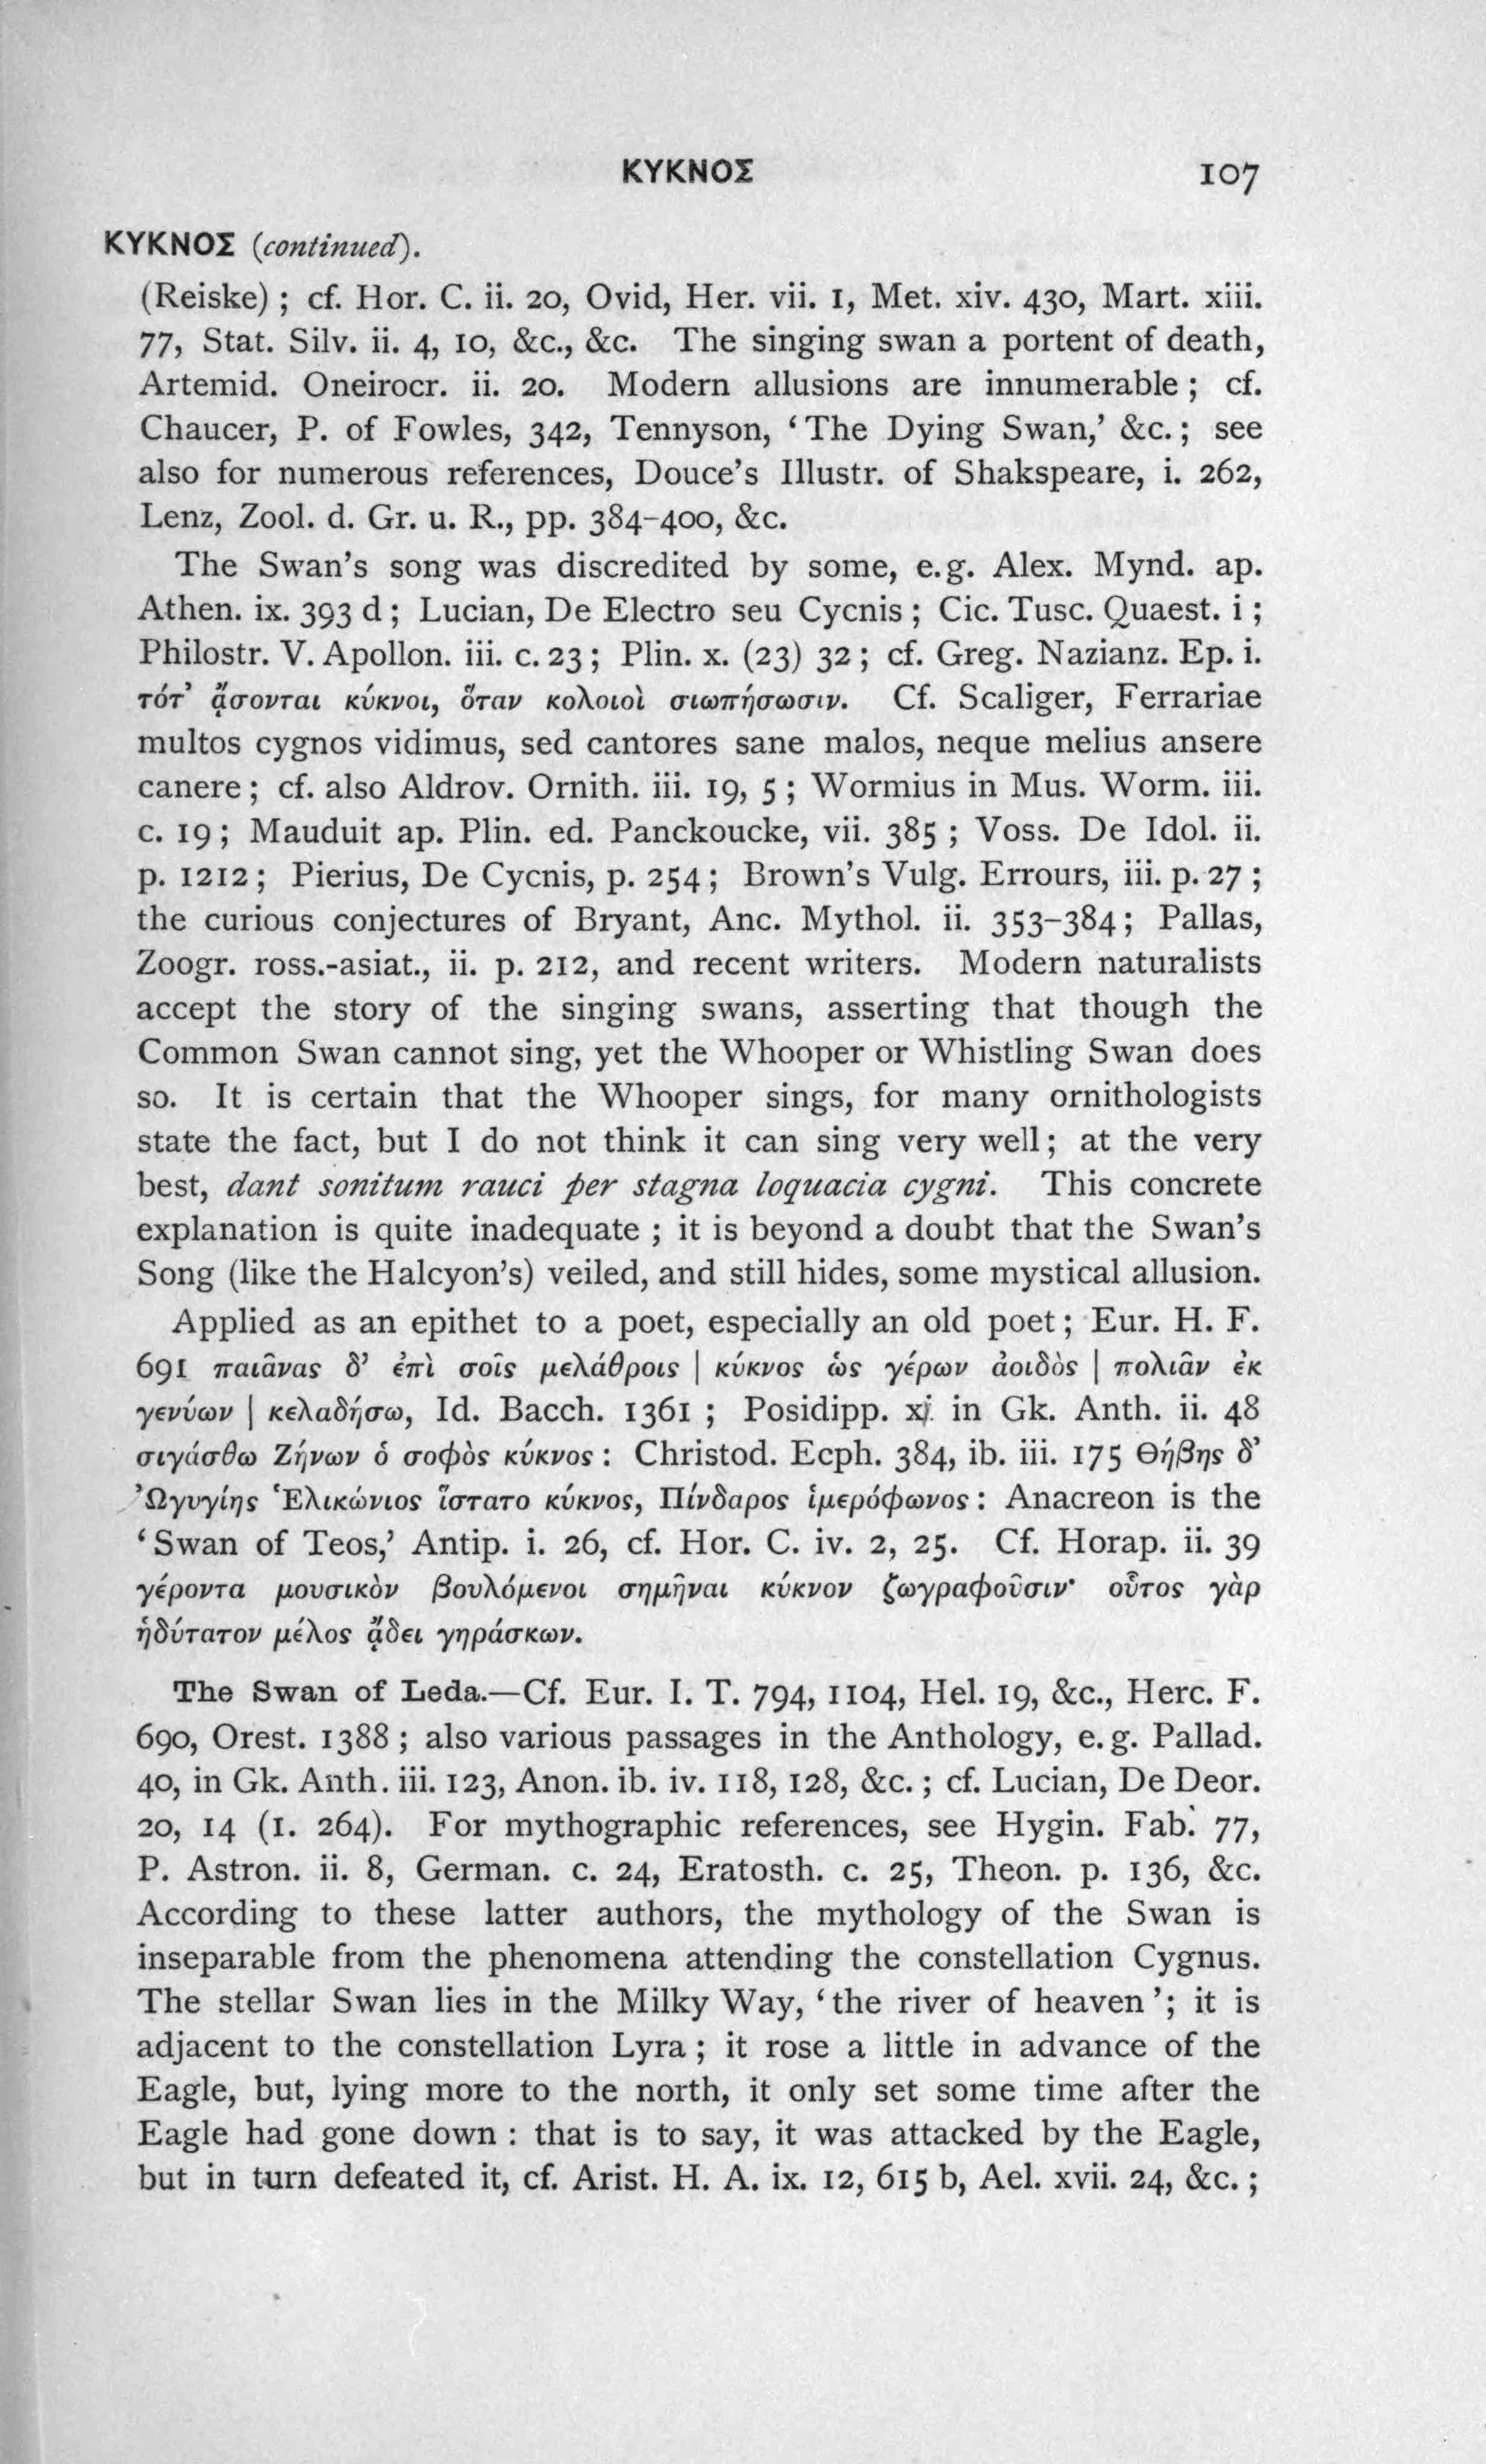 ΚΥΚΝΟΣ 107
ΚΥΚΝΟΣ (continued).
(Reiske) ; cf. Hor. C. ii. 20, Ovid, Her. vii. 1, Met. xiv. 430, Mart. xiii.
77, Stat. Silv. ii. 4, 10, &c., &c. The singing swan a portent of death,
Artemid. Oneirocr. ii. 20. Modern allusions are innumerable ; cf.
Chaucer, P. of Fowles, 342, Tennyson, ‘The Dying Swan,’ &c. ; see
also for numerous references, Douce’s Illustr. of Shakspeare, i. 262,
Lenz, Zool. d. Gr. u. R., pp. 384–400, &c.
The Swan’s song was discredited by some, e.g. Alex. Mynd. ap.
Athen. ix. 393 d ; Lucian, De Electro seu Cycnis ; Cic. Tusc. Quaest. i ;
Philostr. V. Apollon. iii. c. 23 ; Plin. x. (23) 32 ; cf. Greg. Nazianz. Ep. i.
τότ’ ᾄσονται κύκνοι, ὅταν κολοιοὶ σιωπήσωσιν. Cf. Scaliger, Ferrariae
multos cygnos vidimus, sed cantores sane malos, neque melius ansere
canere ; cf. also Aldrov. Ornith. iii. 19, 5 ; Wormius in Mus. Worm. iii.
c. 19 ; Mauduit ap. Plin. ed. Panckoucke, vii. 385 ; Voss. De Idol. ii.
p. 1212 ; Pierius, De Cycnis, p. 254 ; Brown’s Vulg. Errours, iii. p. 27 ;
the curious conjectures of Bryant, Anc. Mythol. ii. 353–384 ; Pallas,
Zoogr. ross.-asiat., ii. p. 212, and recent writers. Modern naturalists
accept the story of the singing swans, asserting that though the
Common Swan cannot sing, yet the Whooper or Whistling Swan does
so. It is certain that the Whooper sings, for many ornithologists
state the fact, but I do not think it can sing very well ; at the very
best, dant sonitum rauci per stagna loquacia cygni. This concrete
explanation is quite inadequate ; it is beyond a doubt that the Swan’s
Song (like the Halcyon’s) veiled, and still hides, some mystical allusion.
Applied as an epithet to a poet, especially an old poet ; Eur. H. F.
691 παιᾶνας δ’ ἐπὶ σοῖς μελάθροις | κύκνος ὡς γέρων ἀοιδὸς | πολιᾶν ἐκ
γενύων | κελαδήσω, Id. Bacch. 1361 ; Posidipp. xi. in Gk. Anth. ii. 48
σιγάσθω Ζήνων ὁ σοφὸς κύκνος : Christod. Ecph. 384, ib. iii. 175 Θήβης δ’
Ὠγυγίης Ἑλικώνιος ἵστατο κύκνος, Πίνδαρος ἱμερόφωνος : Anacreon is the
‘Swan of Teos,’ Antip. i. 26, cf. Hor. C. iv. 2, 25. Cf. Horap. ii. 39
γέροντα μουσικὸν βουλόμενοι σημῆναι κύκνον ζωγραφοῦσιν· οὗτος γὰρ
ἡδύτατον μέλος ᾄδει γηράσκων.
The Swan of Leda.—Cf. Eur. I. T. 794, 1104, Hel. 19, &c., Herc. F.
690, Orest. 1388 ; also various passages in the Anthology, e.g. Pallad.
40, in Gk. Anth. iii. 123, Anon. ib. iv. 118, 128, &c. ; cf. Lucian, De Deor.
20, 14 (1. 264). For mythographic references, see Hygin. Fab. 77,
P. Astron. ii. 8, German. c. 24, Eratosth. c. 25, Theon. p. 136, &c.
According to these latter authors, the mythology of the Swan is
inseparable from the phenomena attending the constellation Cygnus.
The stellar Swan lies in the Milky Way, ‘the river of heaven’; it is
adjacent to the constellation Lyra ; it rose a little in advance of the
Eagle, but, lying more to the north, it only set some time after the
Eagle had gone down : that is to say, it was attacked by the Eagle,
but in turn defeated it, cf. Arist. H. A. ix. 12, 615 b, Ael. xvii. 24, &c. ;